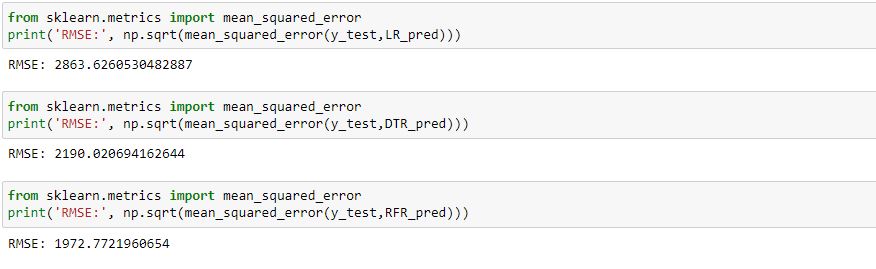 from sklearn.metrics import mean_squared_error
print('RMSE:', np.sqrt(mean_squared_error(y_test,LR_pred)))
RMSE: 2863.6260530482887
from sklearn.metrics import mean_squared_error
print('RMSE:', np.sqrt(mean_squared_error(y_test,DTR_pred)))
RMSE: 2190.020694162644
from sklearn.metrics import mean_squared_error
print('RMSE:', np.sqrt(mean_squared_error(y_test,RFR_pred)))
RMSE: 1972.7721960654